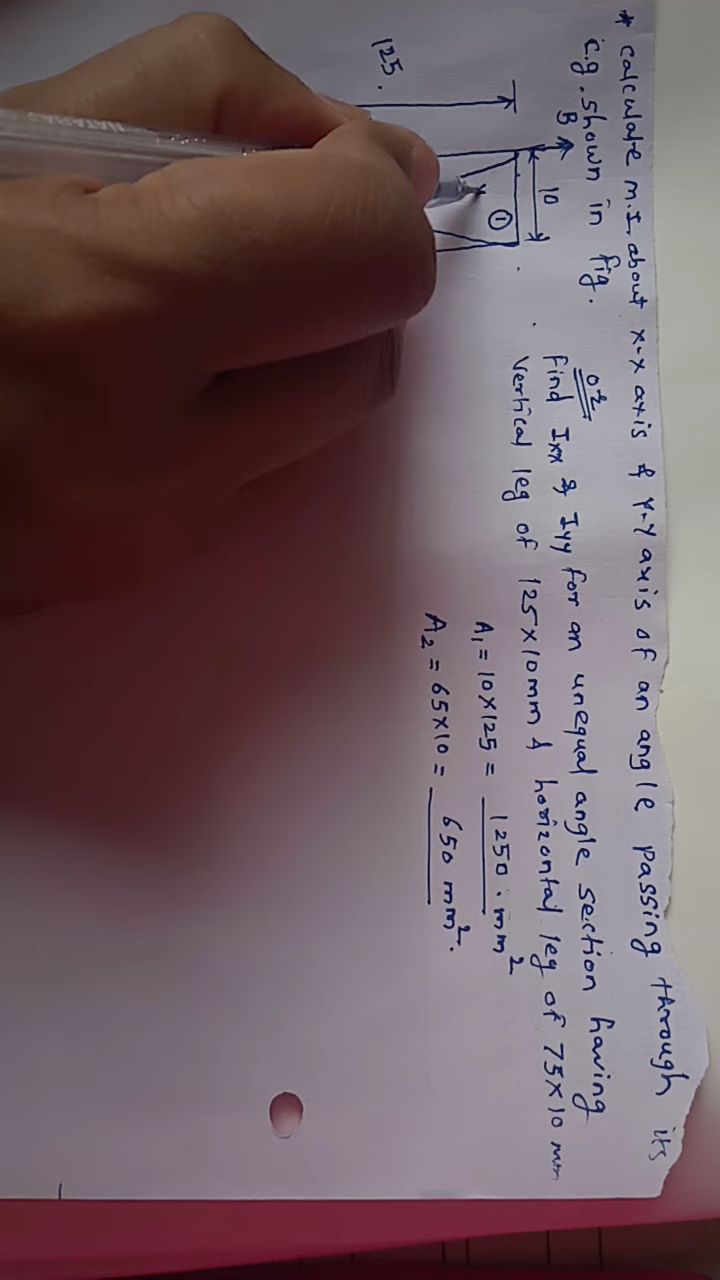 * Calculate M.I. about x-x axis & y-y axis of an angle passing through its
c.g. shown in fig.
or
Find Ixx & Iyy for an unequal angle section having
vertical leg of 125×10mm & horizontal leg of 75×10 mm
B
10
①
125.
A₁ = 10×125 = 1250. mm²
A₂ = 65×10 = 650 mm².